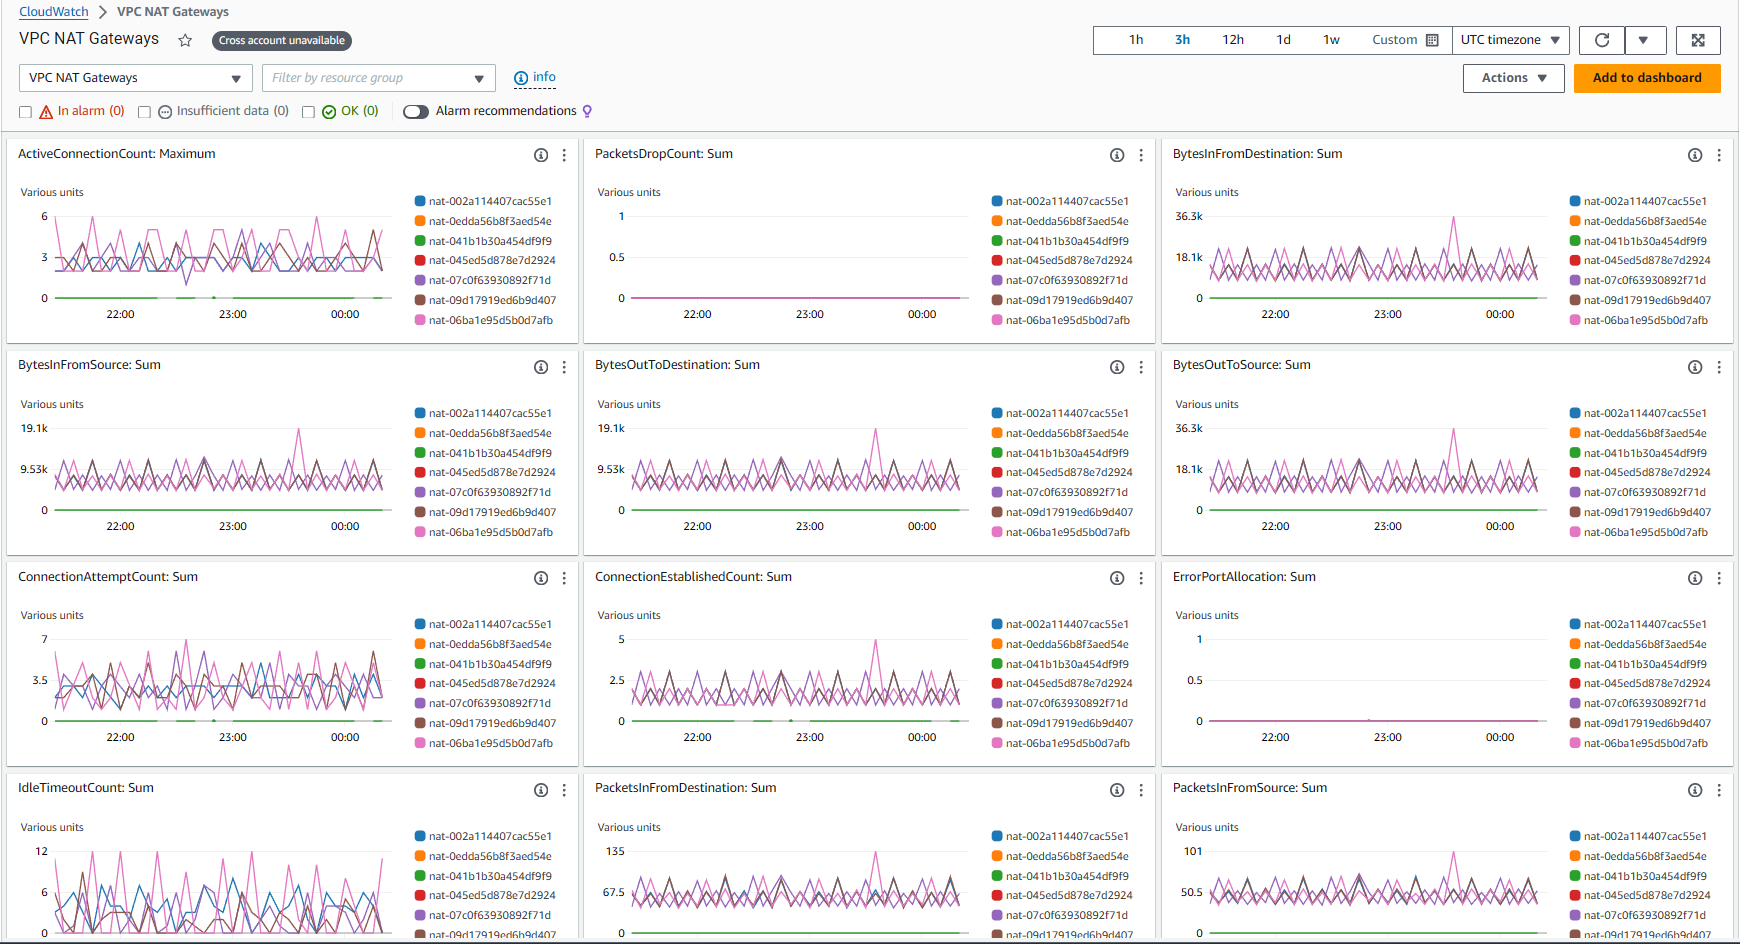 CloudWatch > VPC NAT Gateways
VPC NAT Gateways Cross account unavailable
1h 3h 12h 1d 1w Custom UTC timezone
VPC NAT Gateways Filter by resource group info
Actions Add to dashboard
In alarm (0) Insufficient data (0) OK (0) Alarm recommendations
ActiveConnectionCount: Maximum
Various units
6
3
0
22:00 23:00 00:00
nat-002a114407cac55e1
nat-0edda56b8f3aed54e
nat-041b1b30a454df9f9
nat-045ed5d878e7d2924
nat-07c0f63930892f71d
nat-09d17919ed6b9d407
nat-06ba1e95d5b0d7afb
PacketsDropCount: Sum
Various units
1
0.5
0
22:00 23:00 00:00
nat-002a114407cac55e1
nat-0edda56b8f3aed54e
nat-041b1b30a454df9f9
nat-045ed5d878e7d2924
nat-07c0f63930892f71d
nat-09d17919ed6b9d407
nat-06ba1e95d5b0d7afb
BytesInFromDestination: Sum
Various units
36.3k
18.1k
0
22:00 23:00 00:00
nat-002a114407cac55e1
nat-0edda56b8f3aed54e
nat-041b1b30a454df9f9
nat-045ed5d878e7d2924
nat-07c0f63930892f71d
nat-09d17919ed6b9d407
nat-06ba1e95d5b0d7afb
BytesInFromSource: Sum
Various units
19.1k
9.53k
0
22:00 23:00 00:00
nat-002a114407cac55e1
nat-0edda56b8f3aed54e
nat-041b1b30a454df9f9
nat-045ed5d878e7d2924
nat-07c0f63930892f71d
nat-09d17919ed6b9d407
nat-06ba1e95d5b0d7afb
BytesOutToDestination: Sum
Various units
19.1k
9.53k
0
22:00 23:00 00:00
nat-002a114407cac55e1
nat-0edda56b8f3aed54e
nat-041b1b30a454df9f9
nat-045ed5d878e7d2924
nat-07c0f63930892f71d
nat-09d17919ed6b9d407
nat-06ba1e95d5b0d7afb
BytesOutToSource: Sum
Various units
36.3k
18.1k
0
22:00 23:00 00:00
nat-002a114407cac55e1
nat-0edda56b8f3aed54e
nat-041b1b30a454df9f9
nat-045ed5d878e7d2924
nat-07c0f63930892f71d
nat-09d17919ed6b9d407
nat-06ba1e95d5b0d7afb
ConnectionAttemptCount: Sum
Various units
7
3.5
0
22:00 23:00 00:00
nat-002a114407cac55e1
nat-0edda56b8f3aed54e
nat-041b1b30a454df9f9
nat-045ed5d878e7d2924
nat-07c0f63930892f71d
nat-09d17919ed6b9d407
nat-06ba1e95d5b0d7afb
ConnectionEstablishedCount: Sum
Various units
5
2.5
0
22:00 23:00 00:00
nat-002a114407cac55e1
nat-0edda56b8f3aed54e
nat-041b1b30a454df9f9
nat-045ed5d878e7d2924
nat-07c0f63930892f71d
nat-09d17919ed6b9d407
nat-06ba1e95d5b0d7afb
ErrorPortAllocation: Sum
Various units
1
0.5
0
22:00 23:00 00:00
nat-002a114407cac55e1
nat-0edda56b8f3aed54e
nat-041b1b30a454df9f9
nat-045ed5d878e7d2924
nat-07c0f63930892f71d
nat-09d17919ed6b9d407
nat-06ba1e95d5b0d7afb
IdleTimeoutCount: Sum
Various units
12
6
0
nat-002a114407cac55e1
nat-0edda56b8f3aed54e
nat-041b1b30a454df9f9
nat-045ed5d878e7d2924
nat-07c0f63930892f71d
nat-09d17919ed6b9d407
PacketsInFromDestination: Sum
Various units
135
67.5
0
nat-002a114407cac55e1
nat-0edda56b8f3aed54e
nat-041b1b30a454df9f9
nat-045ed5d878e7d2924
nat-07c0f63930892f71d
nat-09d17919ed6b9d407
PacketsInFromSource: Sum
Various units
101
50.5
0
nat-002a114407cac55e1
nat-0edda56b8f3aed54e
nat-041b1b30a454df9f9
nat-045ed5d878e7d2924
nat-07c0f63930892f71d
nat-09d17919ed6b9d407